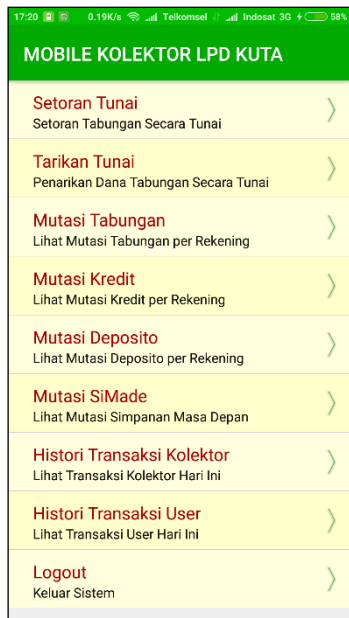 17:20 0.19K/s Telkomsel Indosat 3G 58%
MOBILE KOLEKTOR LPD KUTA
Setoran Tunai
Setoran Tabungan Secara Tunai
Tarikan Tunai
Penarikan Dana Tabungan Secara Tunai
Mutasi Tabungan
Lihat Mutasi Tabungan per Rekening
Mutasi Kredit
Lihat Mutasi Kredit per Rekening
Mutasi Deposito
Lihat Mutasi Deposito per Rekening
Mutasi SiMade
Lihat Mutasi Simpanan Masa Depan
Histori Transaksi Kolektor
Lihat Transaksi Kolektor Hari Ini
Histori Transaksi User
Lihat Transaksi User Hari Ini
Logout
Keluar Sistem